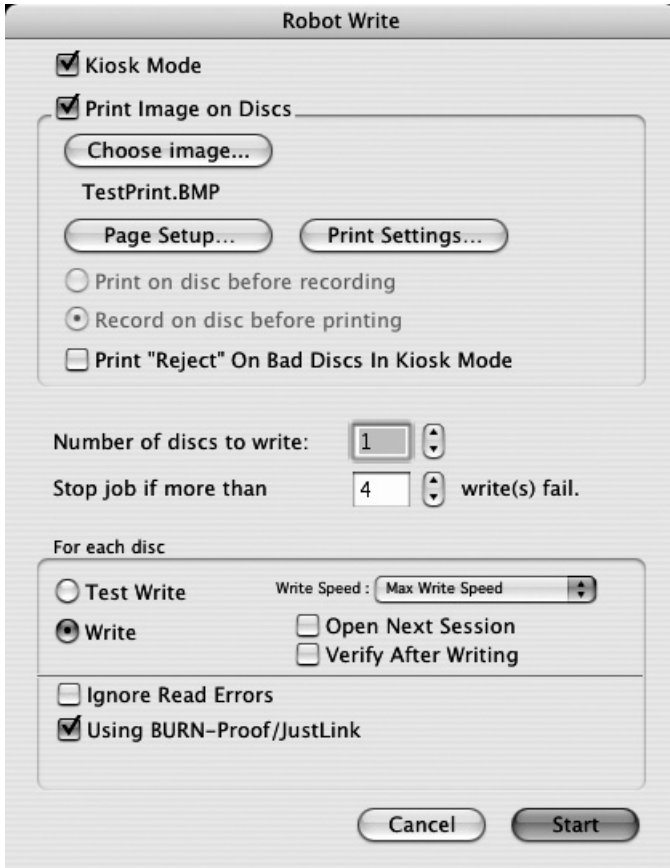 Robot Write
Kiosk Mode
Print Image on Discs
Choose image...
TestPrint.BMP
Page Setup... Print Settings...
Print on disc before recording
Record on disc before printing
Print "Reject" On Bad Discs In Kiosk Mode
Number of discs to write: 1
Stop job if more than 4 write(s) fail.
For each disc
Test Write Write Speed : Max Write Speed
Write Open Next Session
Verify After Writing
Ignore Read Errors
Using BURN-Proof/JustLink
Cancel Start